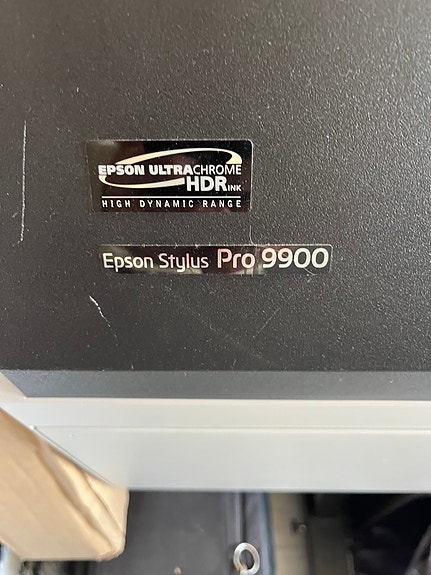 EPSON ULTRACHROME
HDR INK
HIGH DYNAMIC RANGE
Epson Stylus Pro 9900